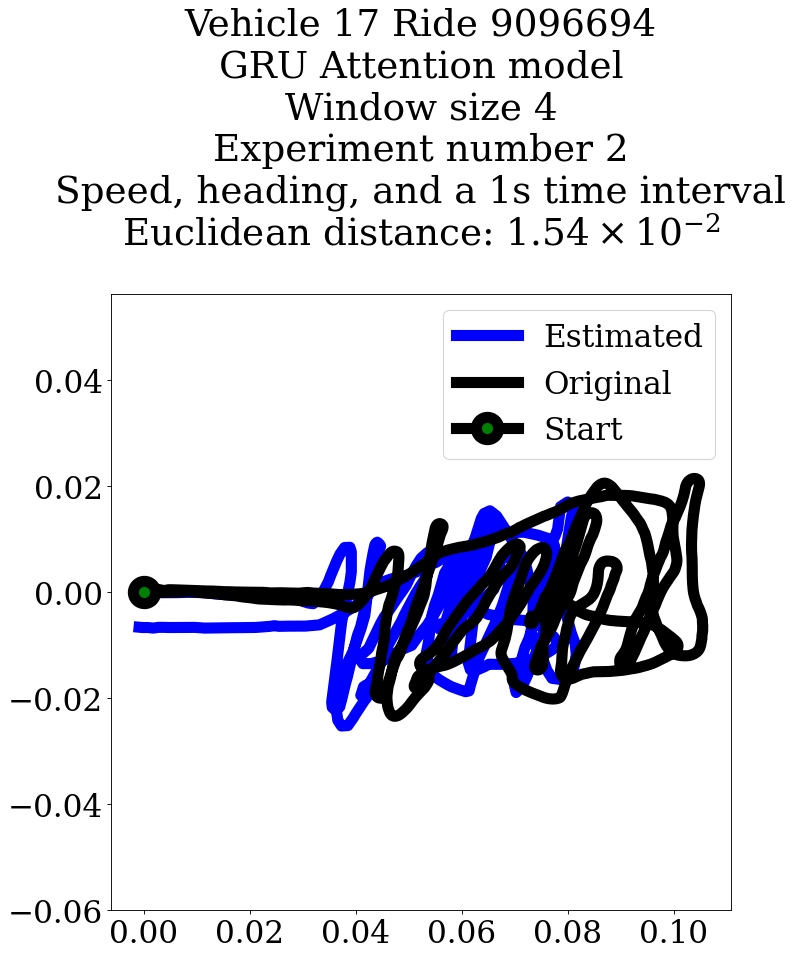 Vehicle 17 Ride 9096694
GRU Attention model
Window size 4
Experiment number 2
Speed, heading, and a 1s time interval
Euclidean distance: 1.54 × 10⁻²
Estimated
Original
Start
0.04
0.02
0.00
−0.02
−0.04
−0.06
0.00 0.02 0.04 0.06 0.08 0.10